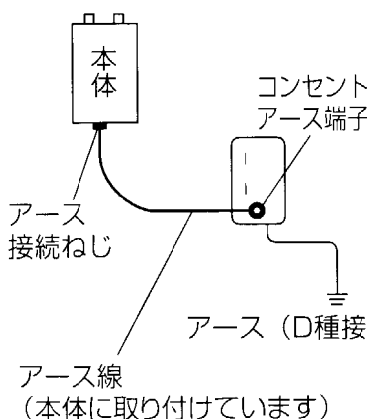 本体
コンセント
アース端子
アース
接続ねじ
アース（D種接
アース線
（本体に取り付けています）